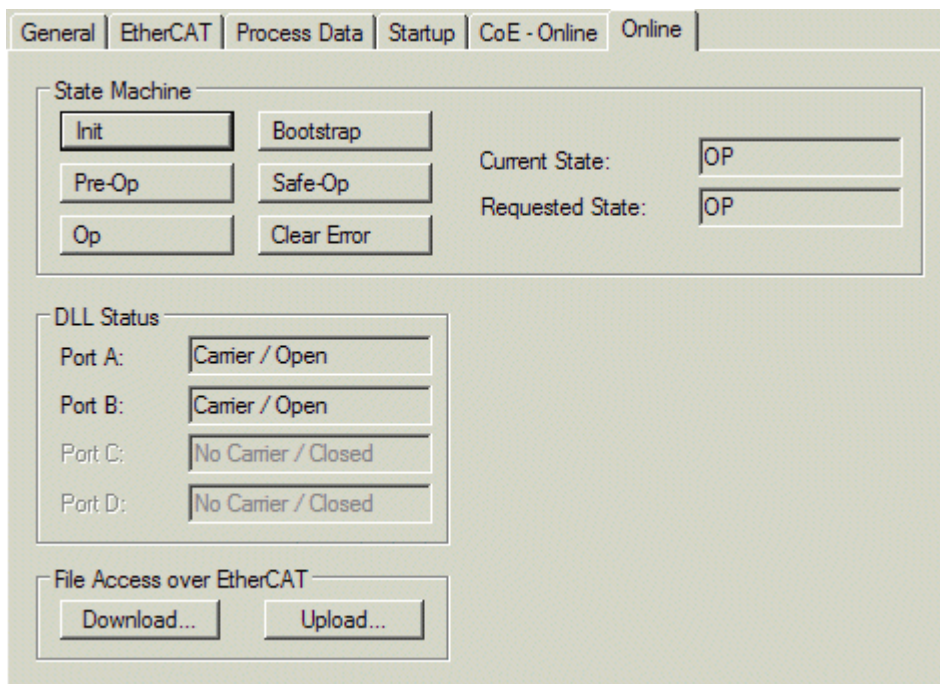 General EtherCAT Process Data Startup CoE - Online Online
State Machine
Init Bootstrap
Current State: OP
Pre-Op Safe-Op
Requested State: OP
Op Clear Error
DLL Status
Port A: Carrier / Open
Port B: Carrier / Open
Port C: No Carrier / Closed
Port D: No Carrier / Closed
File Access over EtherCAT
Download... Upload...